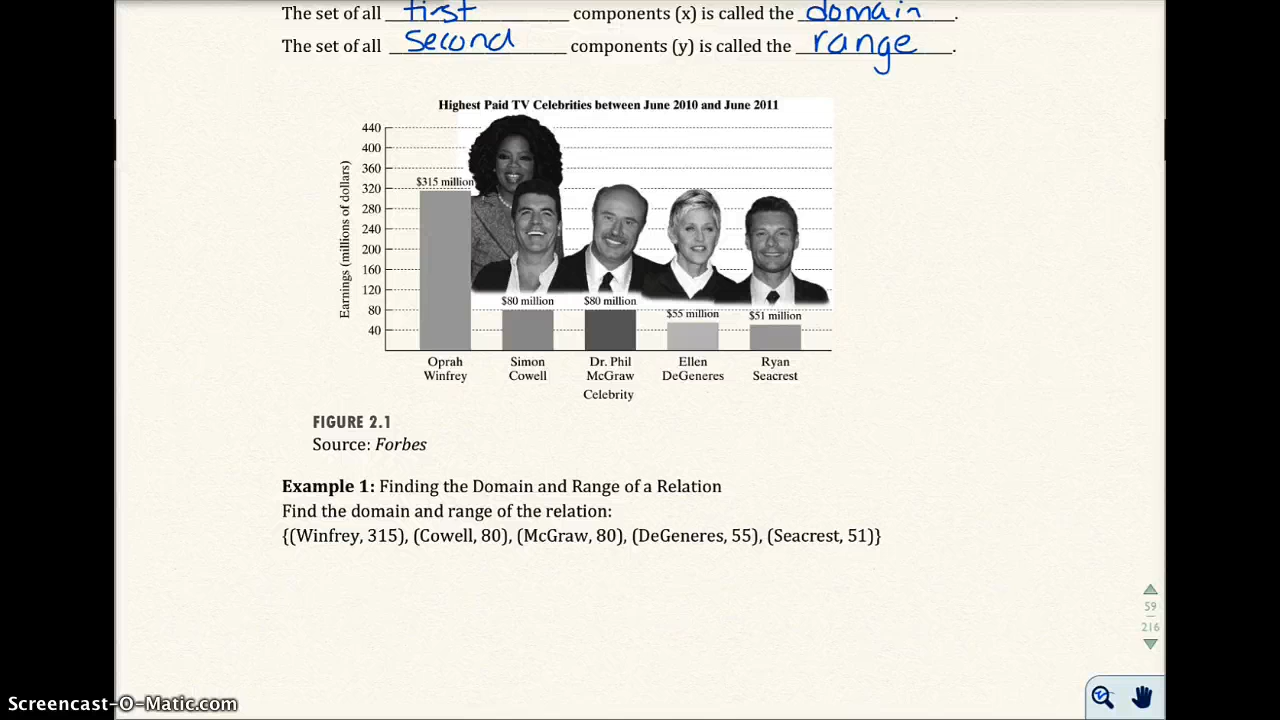 The set of all first components (x) is called the domain.
The set of all second components (y) is called the range.
Highest Paid TV Celebrities between June 2010 and June 2011
Earnings (millions of dollars)
440
400
360
320
280
240
200
160
120
80
40
$315 million
$80 million
$80 million
$55 million
$51 million
Oprah Winfrey
Simon Cowell
Dr. Phil McGraw
Ellen DeGeneres
Ryan Seacrest
Celebrity
FIGURE 2.1
Source: Forbes
Example 1: Finding the Domain and Range of a Relation
Find the domain and range of the relation:
{(Winfrey, 315), (Cowell, 80), (McGraw, 80), (DeGeneres, 55), (Seacrest, 51)}
59
216
Screencast-O-Matic.com